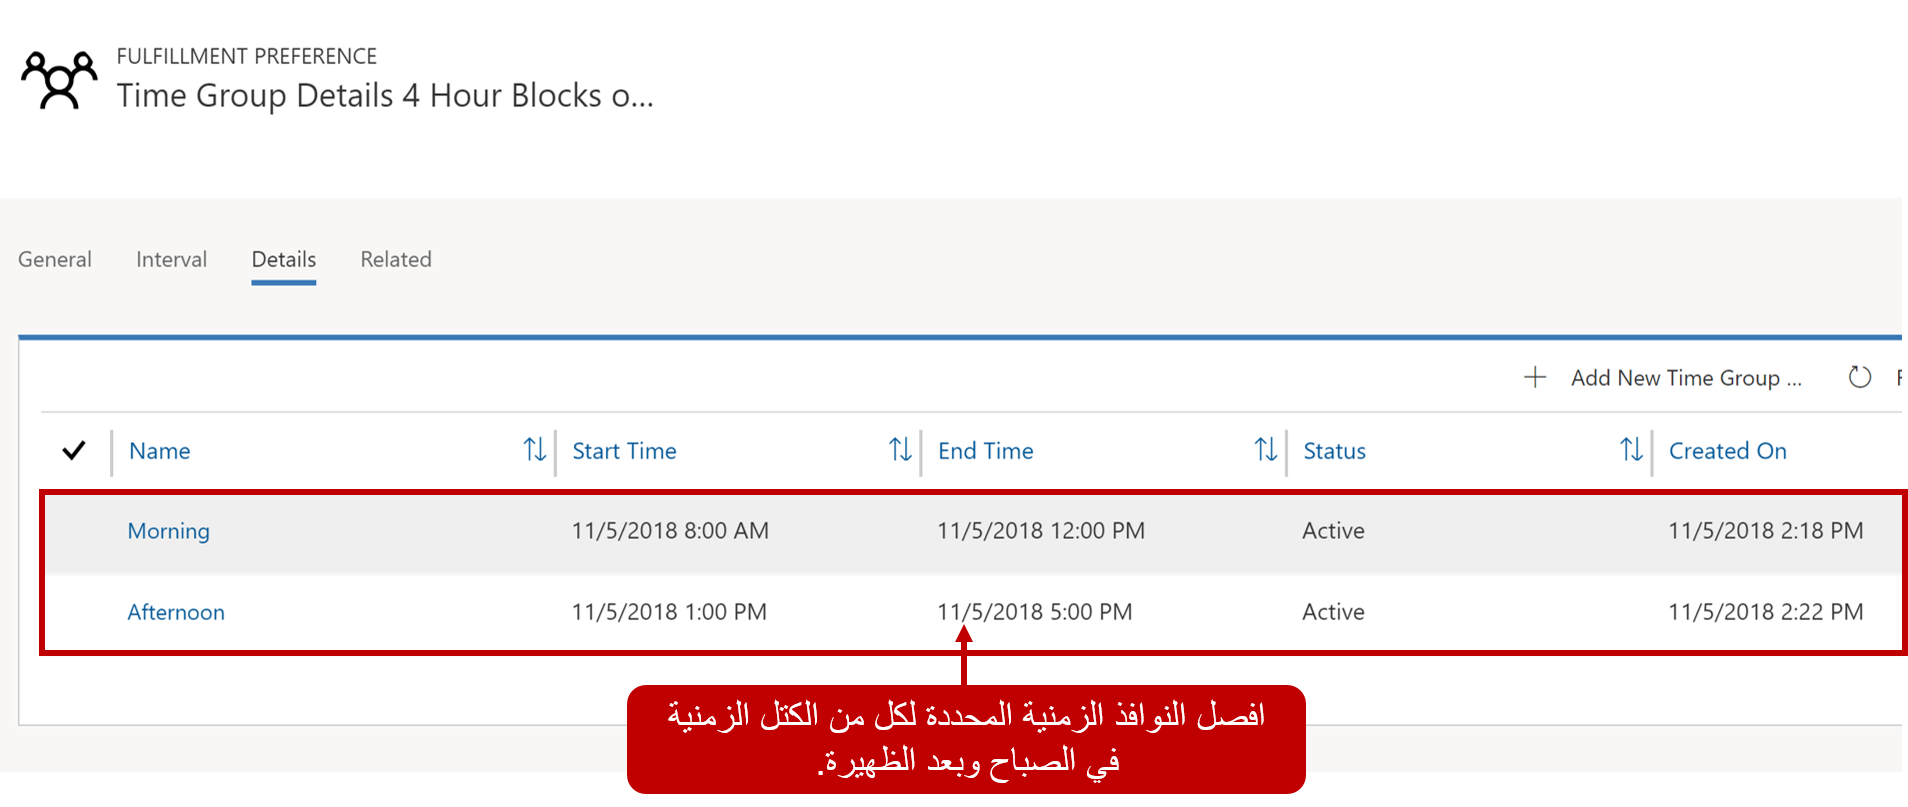 FULFILLMENT PREFERENCE
Time Group Details 4 Hour Blocks o...
General Interval Details Related
Add New Time Group ...
Name Start Time End Time Status Created On
Morning 11/5/2018 8:00 AM 11/5/2018 12:00 PM Active 11/5/2018 2:18 PM
Afternoon 11/5/2018 1:00 PM 11/5/2018 5:00 PM Active 11/5/2018 2:22 PM
افصل النوافذ الزمنية المحددة لكل من الكتل الزمنية
في الصباح وبعد الظهيرة.